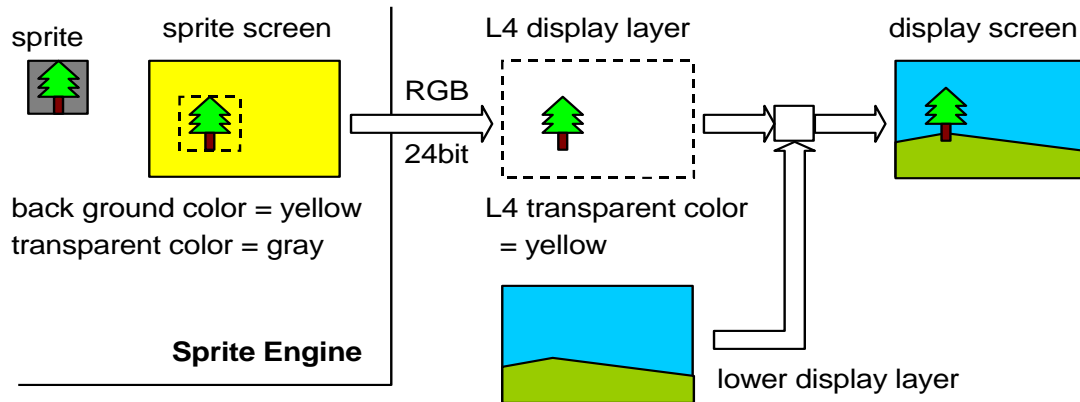 sprite
sprite screen
L4 display layer
display screen
RGB
24bit
back ground color = yellow
transparent color = gray
L4 transparent color
= yellow
Sprite Engine
lower display layer